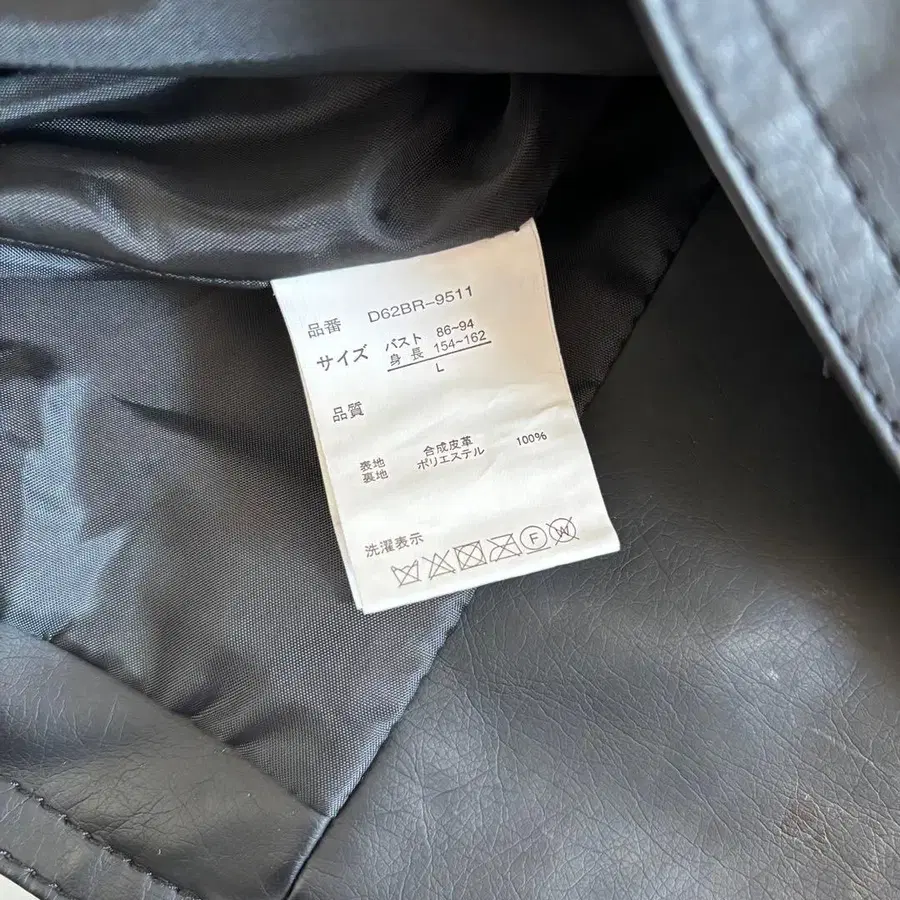 品番 D62BR-9511
サイズ バスト 86~94
身長 154~162
L
品質
表地 合成皮革
裏地 ポリエステル 100%
洗濯表示
F W